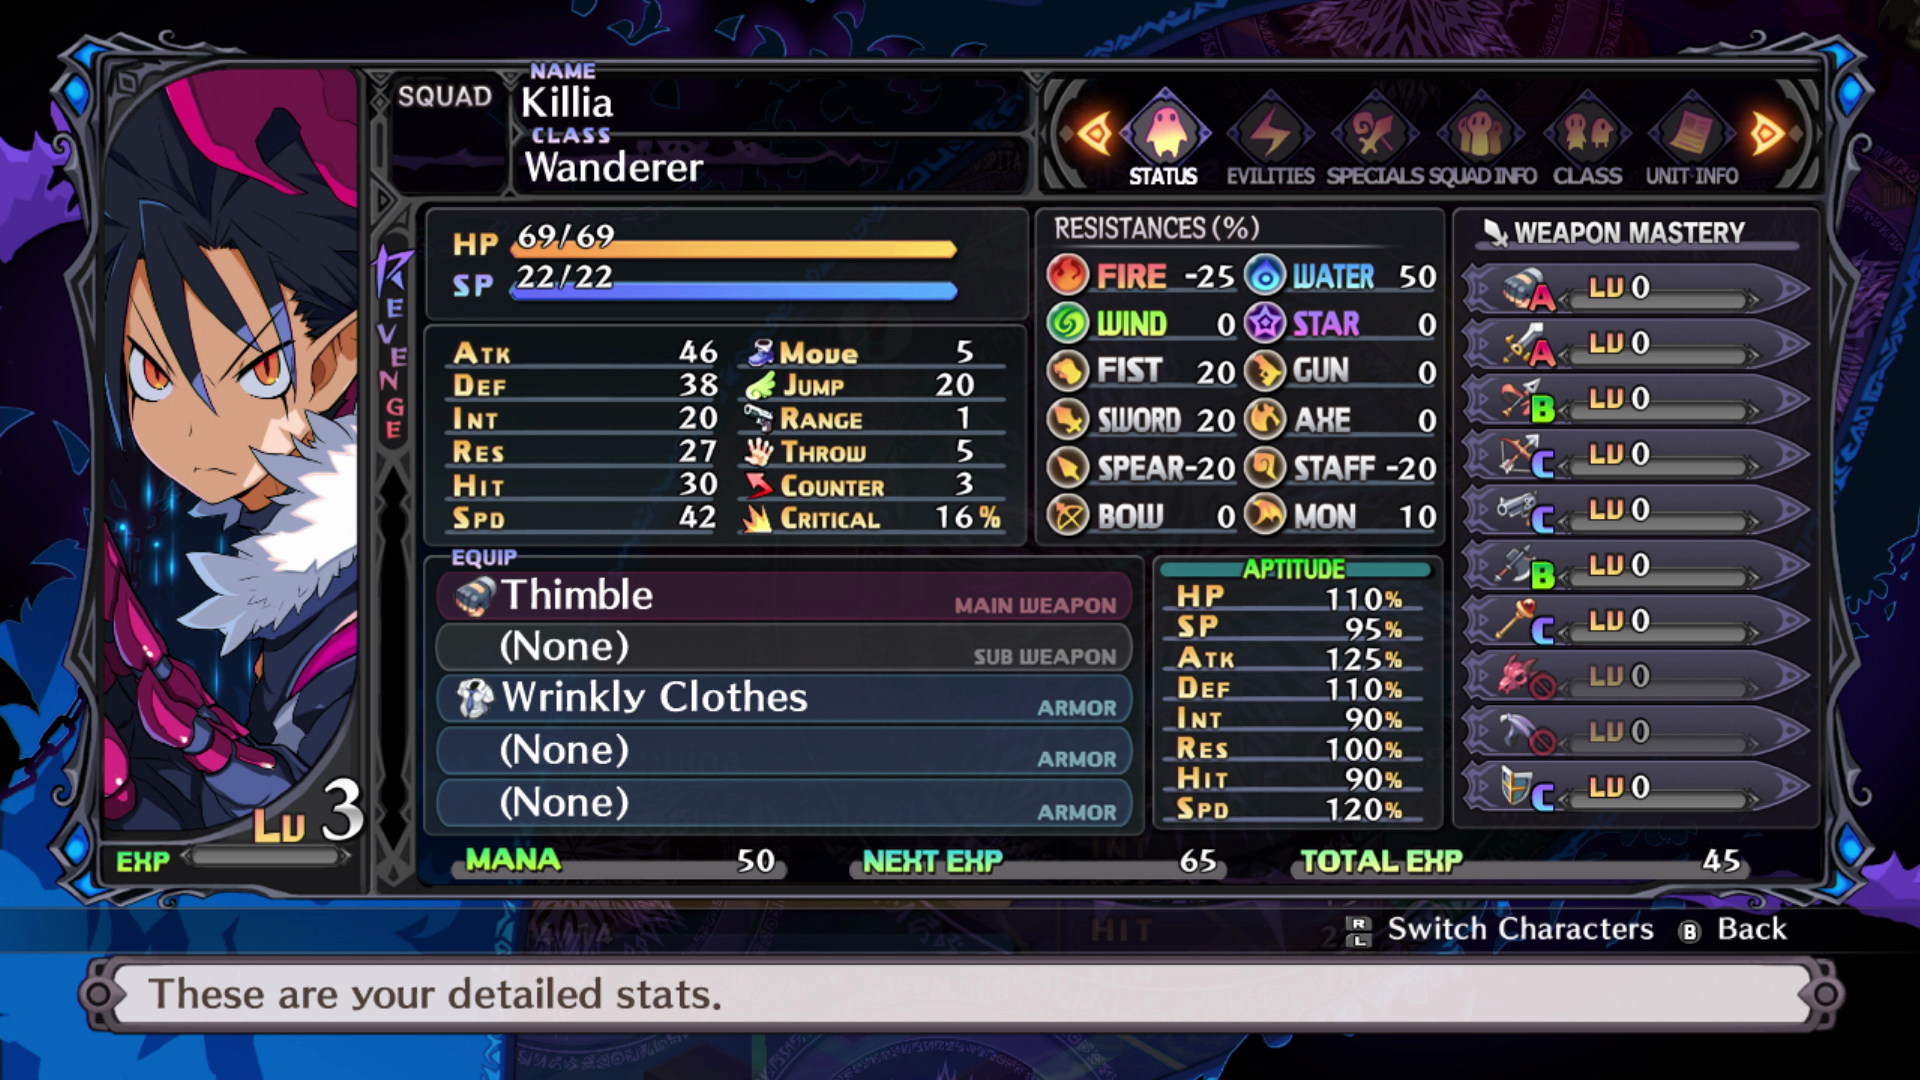 SQUAD
NAME
Killia
CLASS
Wanderer
STATUS EVILITIES SPECIALS SQUAD INFO CLASS UNIT INFO
REVENGE
HP 69/69
SP 22/22
ATK 46 MOVE 5
DEF 38 JUMP 20
INT 20 RANGE 1
RES 27 THROW 5
HIT 30 COUNTER 3
SPD 42 CRITICAL 16%
RESISTANCES (%)
FIRE -25 WATER 50
WIND 0 STAR 0
FIST 20 GUN 0
SWORD 20 AXE 0
SPEAR -20 STAFF -20
BOW 0 MON 10
WEAPON MASTERY
A LV 0
A LV 0
B LV 0
C LV 0
C LV 0
B LV 0
C LV 0
LV 0
LV 0
C LV 0
EQUIP
Thimble MAIN WEAPON
(None) SUB WEAPON
Wrinkly Clothes ARMOR
(None) ARMOR
(None) ARMOR
APTITUDE
HP 110%
SP 95%
ATK 125%
DEF 110%
INT 90%
RES 100%
HIT 90%
SPD 120%
LV 3
EXP
MANA 50 NEXT EXP 65 TOTAL EXP 45
R L Switch Characters B Back
HIT
These are your detailed stats.